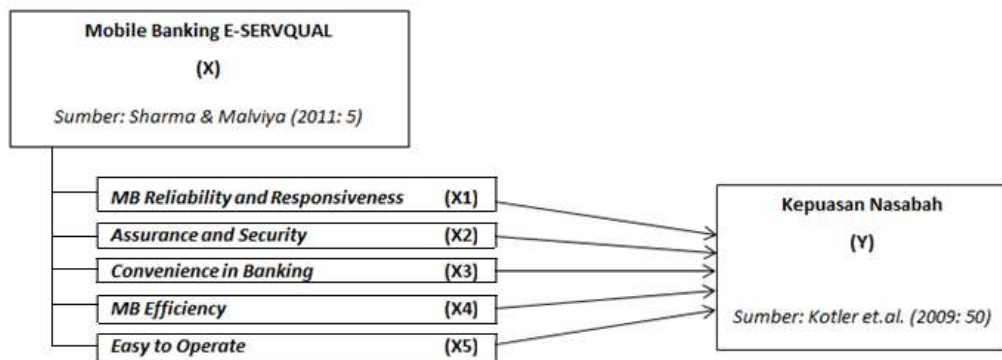 Mobile Banking E-SERVQUAL
(X)
Sumber: Sharma & Malviya (2011: 5)
MB Reliability and Responsiveness (X1)
Assurance and Security (X2)
Convenience in Banking (X3)
MB Efficiency (X4)
Easy to Operate (X5)
Kepuasan Nasabah
(Y)
Sumber: Kotler et.al. (2009: 50)